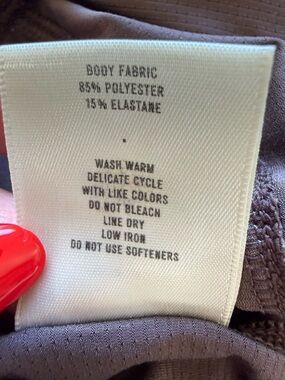 BODY FABRIC
85% POLYESTER
15% ELASTANE
.
WASH WARM
DELICATE CYCLE
WITH LIKE COLORS
DO NOT BLEACH
LINE DRY
LOW IRON
DO NOT USE SOFTENERS